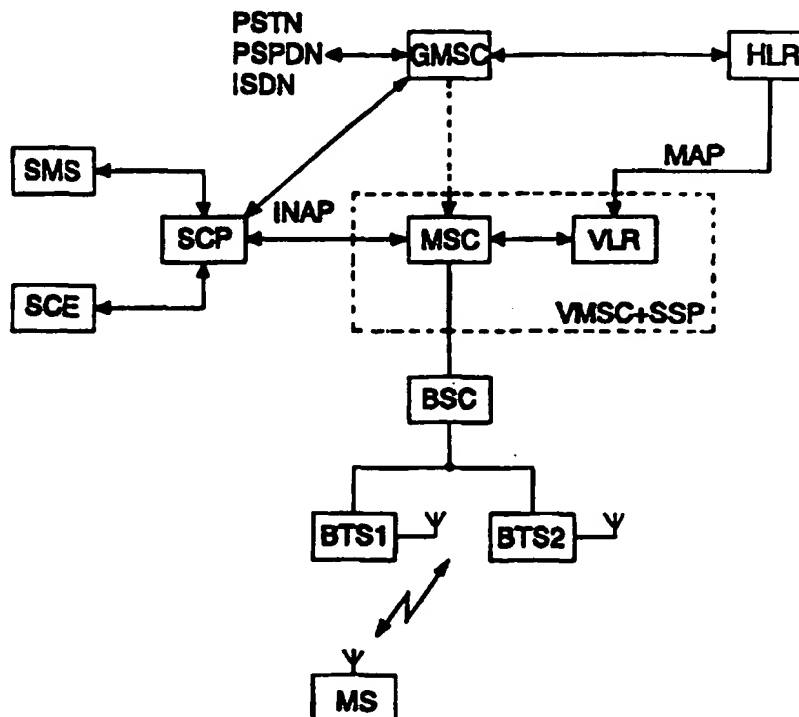 PSTN
PSPDN
ISDN
GMSC
HLR
MAP
SMS
INAP
SCP
MSC
VLR
SCE
VMSC+SSP
BSC
BTS1
BTS2
MS